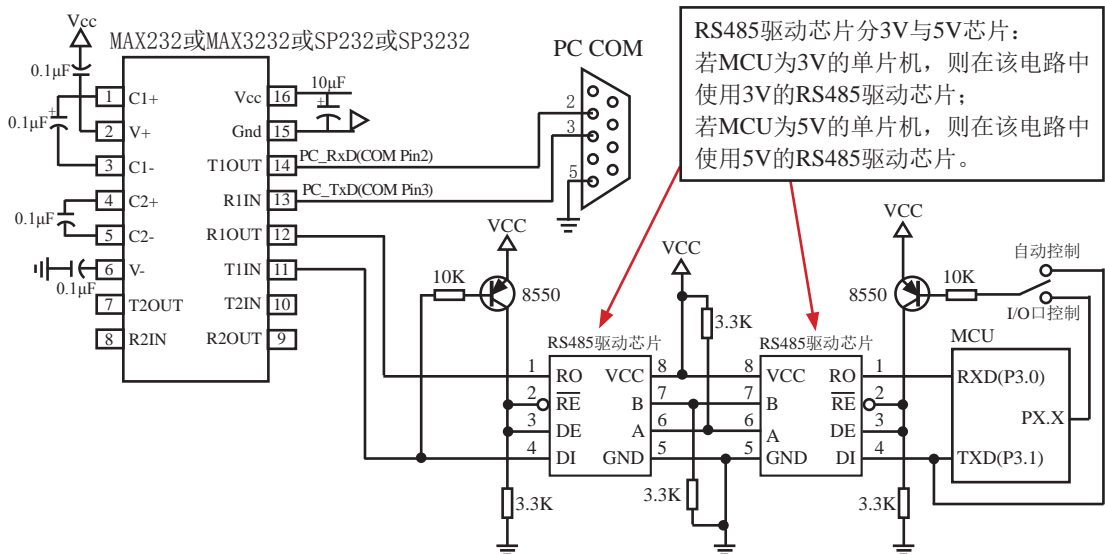 Vcc
MAX232或MAX3232或SP232或SP3232
0.1μF
0.1μF
0.1μF
0.1μF
10μF
+
+
1 C1+
2 V+
3 C1-
4 C2+
5 C2-
6 V-
7 T2OUT
8 R2IN
Vcc 16
Gnd 15
T1OUT 14
R1IN 13
R1OUT 12
T1IN 11
T2IN 10
R2OUT 9
PC_RxD(COM Pin2)
PC_TxD(COM Pin3)
PC COM
2
3
5
RS485驱动芯片分3V与5V芯片：
若MCU为3V的单片机，则在该电路中
使用3V的RS485驱动芯片；
若MCU为5V的单片机，则在该电路中
使用5V的RS485驱动芯片。
VCC
10K
8550
VCC
3.3K
VCC
8550
10K
自动控制
I/O口控制
RS485驱动芯片
1 RO
2 RE
3 DE
4 DI
VCC 8
B 7
A 6
GND 5
3.3K
3.3K
RS485驱动芯片
8 VCC
7 B
6 A
5 GND
RO 1
RE 2
DE 3
DI 4
3.3K
MCU
RXD(P3.0)
PX.X
TXD(P3.1)